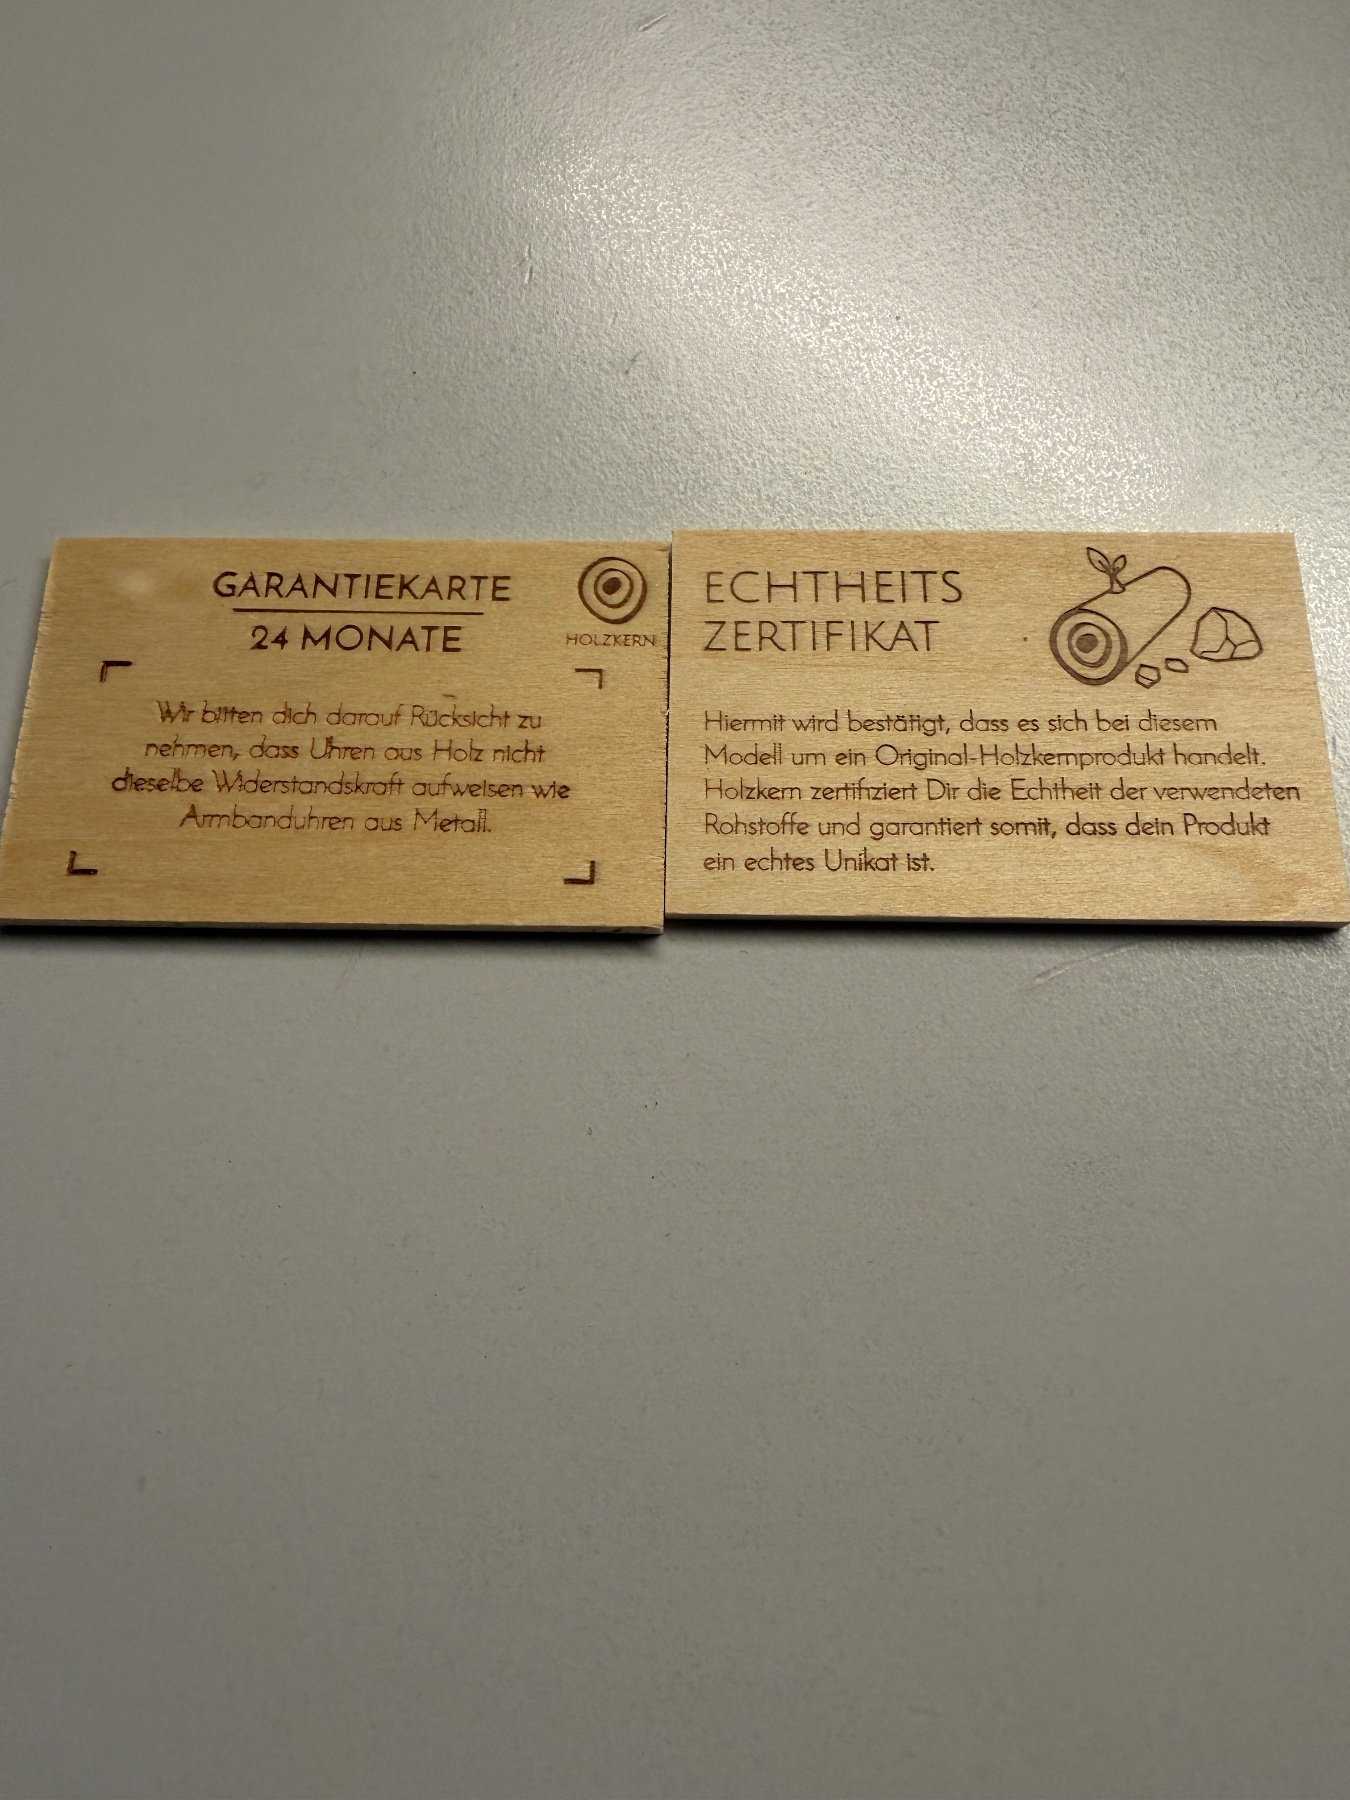 GARANTIEKARTE
24 MONATE
HOLZKERN
Wir bitten dich darauf Rücksicht zu
nehmen, dass Uhren aus Holz nicht
dieselbe Widerstandskraft aufweisen wie
Armbanduhren aus Metall.
ECHTHEITS
ZERTIFIKAT
Hiermit wird bestätigt, dass es sich bei diesem
Modell um ein Original-Holzkernprodukt handelt.
Holzkern zertifiziert Dir die Echtheit der verwendeten
Rohstoffe und garantiert somit, dass dein Produkt
ein echtes Unikat ist.